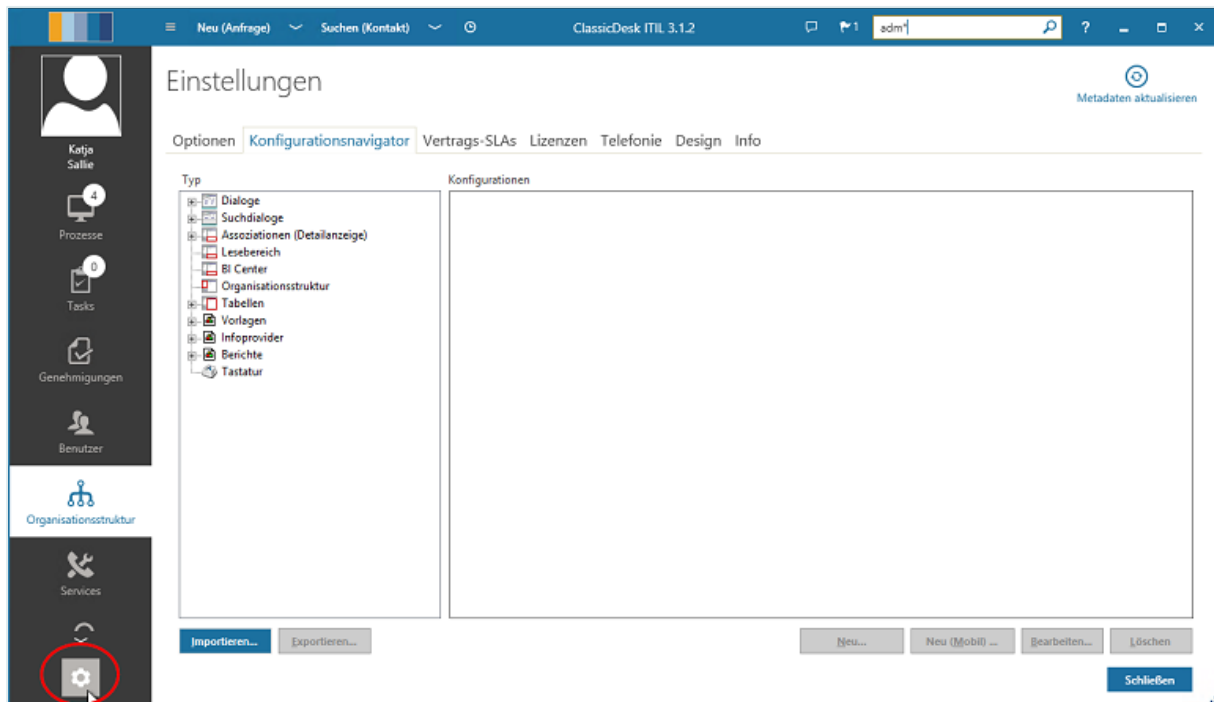 Neu (Anfrage) Suchen (Kontakt) ClassicDesk ITIL 3.1.2 1 adm* ?
Einstellungen
Metadaten aktualisieren
Katja
Sallie
4
Prozesse
0
Tasks
Genehmigungen
Benutzer
Organisationsstruktur
Services
Optionen Konfigurationsnavigator Vertrags-SLAs Lizenzen Telefonie Design Info
Typ Konfigurationen
Dialoge
Suchdialoge
Assoziationen (Detailanzeige)
Lesebereich
BI Center
Organisationsstruktur
Tabellen
Vorlagen
Infoprovider
Berichte
Tastatur
Importieren... Exportieren... Neu... Neu (Mobil) ... Bearbeiten... Löschen
Schließen